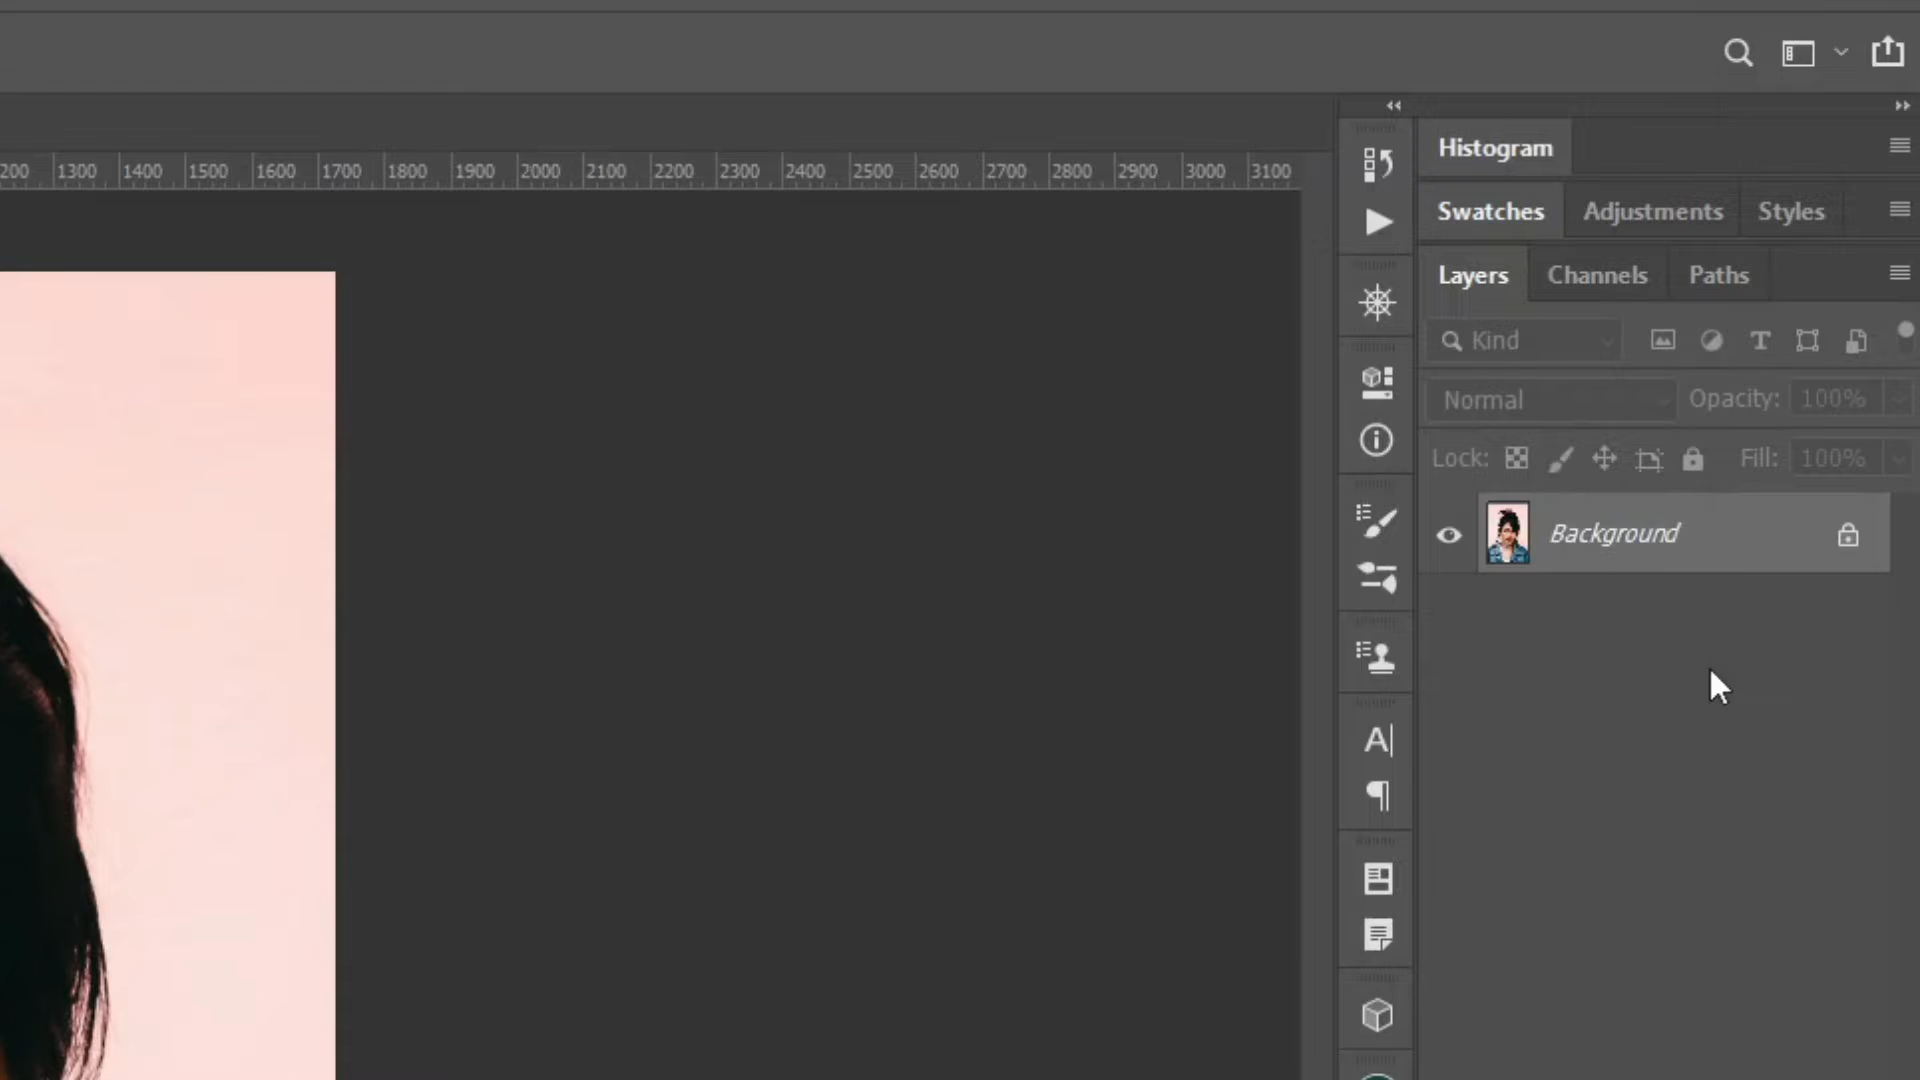 200 1300 1400 1500 1600 1700 1800 1900 2000 2100 2200 2300 2400 2500 2600 2700 2800 2900 3000 3100
Histogram
Swatches Adjustments Styles
Layers Channels Paths
Kind
Normal Opacity: 100%
Lock: Fill: 100%
Background